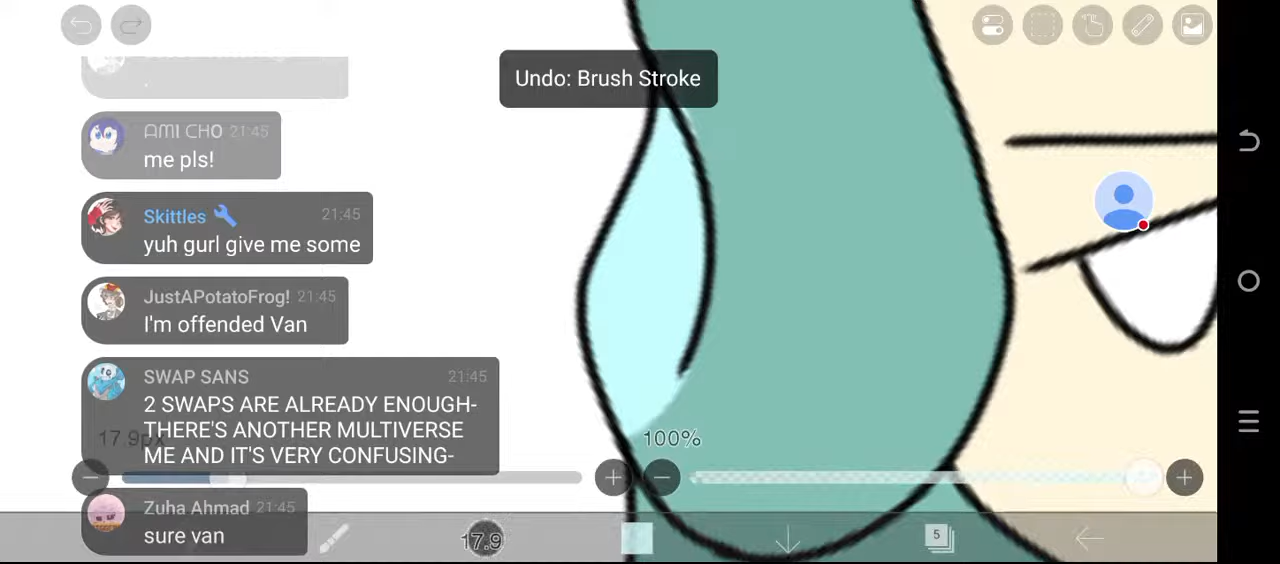 Undo: Brush Stroke
.
AMI CHO 21:45
me pls!
Skittles 21:45
yuh gurl give me some
JustAPotatoFrog! 21:45
I'm offended Van
SWAP SANS 21:45
2 SWAPS ARE ALREADY ENOUGH-
THERE'S ANOTHER MULTIVERSE
ME AND IT'S VERY CONFUSING-
17.9px
100%
Zuha Ahmad 21:45
sure van
17.9
5